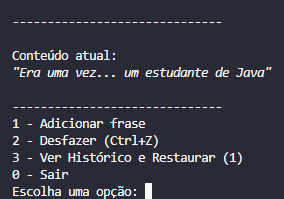 ------------------------------
Conteúdo atual:
"Era uma vez... um estudante de Java"
------------------------------
1 - Adicionar frase
2 - Desfazer (Ctrl+Z)
3 - Ver Histórico e Restaurar (1)
0 - Sair
Escolha uma opção: